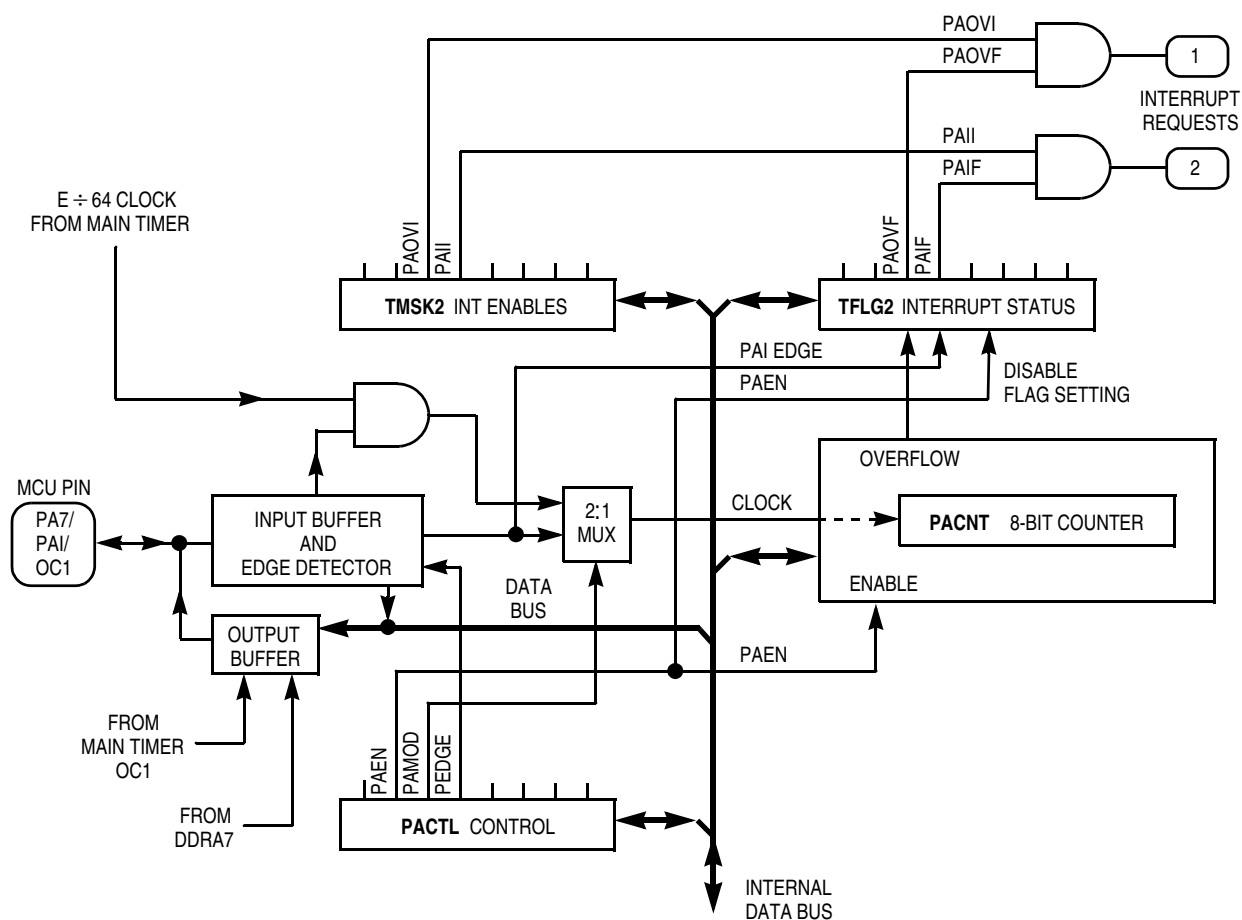 PAOVI
PAOVF
1
INTERRUPT
REQUESTS
PAII
PAIF
2
E ÷ 64 CLOCK
FROM MAIN TIMER
PAOVI
PAII
PAOVF
PAIF
TMSK2 INT ENABLES
TFLG2 INTERRUPT STATUS
PAI EDGE
PAEN
DISABLE
FLAG SETTING
OVERFLOW
MCU PIN
PA7/
PAI/
OC1
INPUT BUFFER
AND
EDGE DETECTOR
2:1
MUX
CLOCK
PACNT 8-BIT COUNTER
ENABLE
DATA
BUS
OUTPUT
BUFFER
PAEN
FROM
MAIN TIMER
OC1
FROM
DDRA7
PAEN
PAMOD
PEDGE
PACTL CONTROL
INTERNAL
DATA BUS